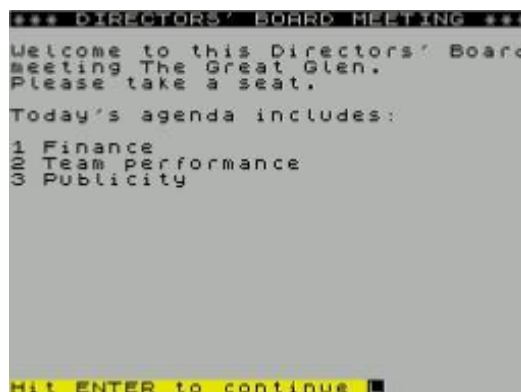 *** DIRECTORS' BOARD MEETING ***
Welcome to this Directors' Board
meeting The Great Glen.
Please take a seat.
Today's agenda includes:
1 Finance
2 Team performance
3 Publicity
Hit ENTER to continue